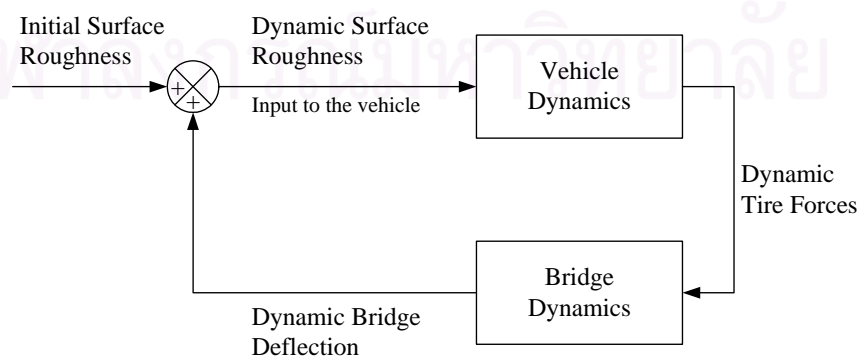 Initial Surface
Roughness
Dynamic Surface
Roughness
Input to the vehicle
+
+
Vehicle
Dynamics
Dynamic
Tire Forces
Bridge
Dynamics
Dynamic Bridge
Deflection